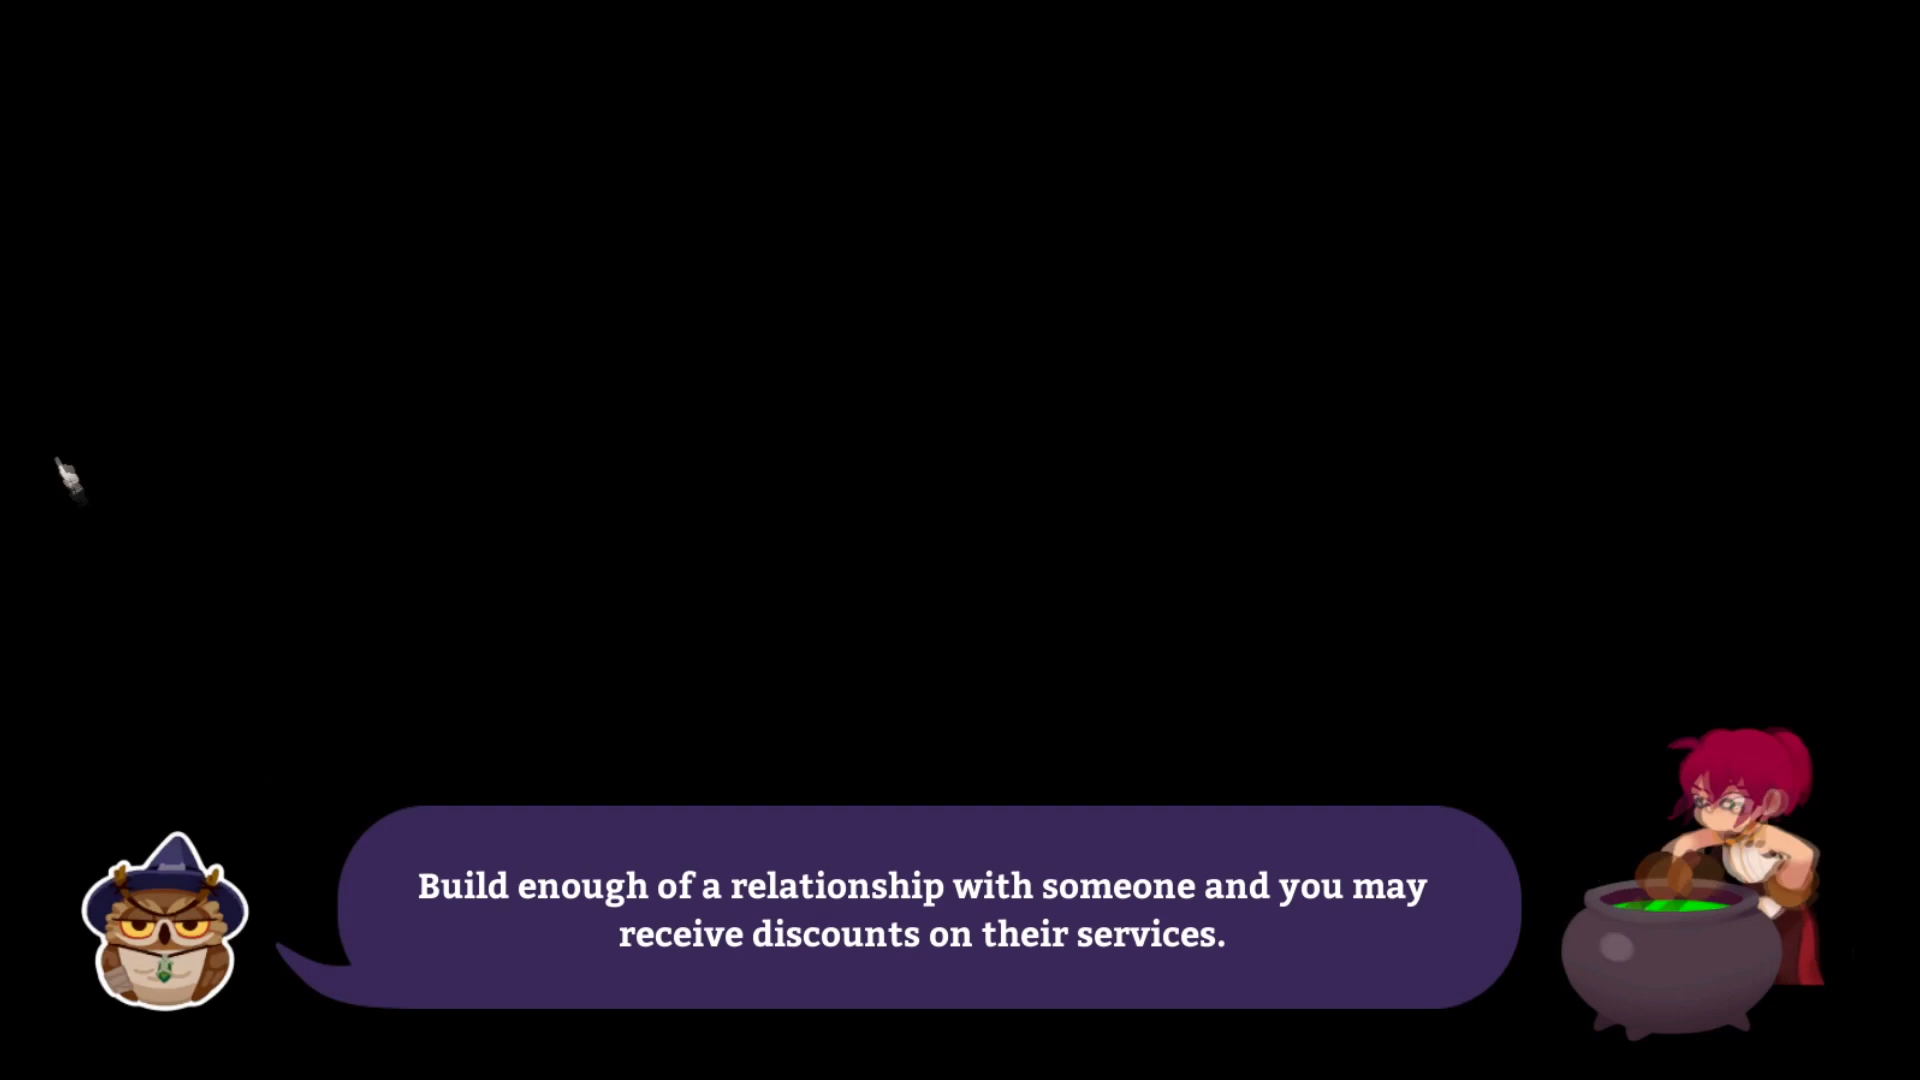 Build enough of a relationship with someone and you may
receive discounts on their services.